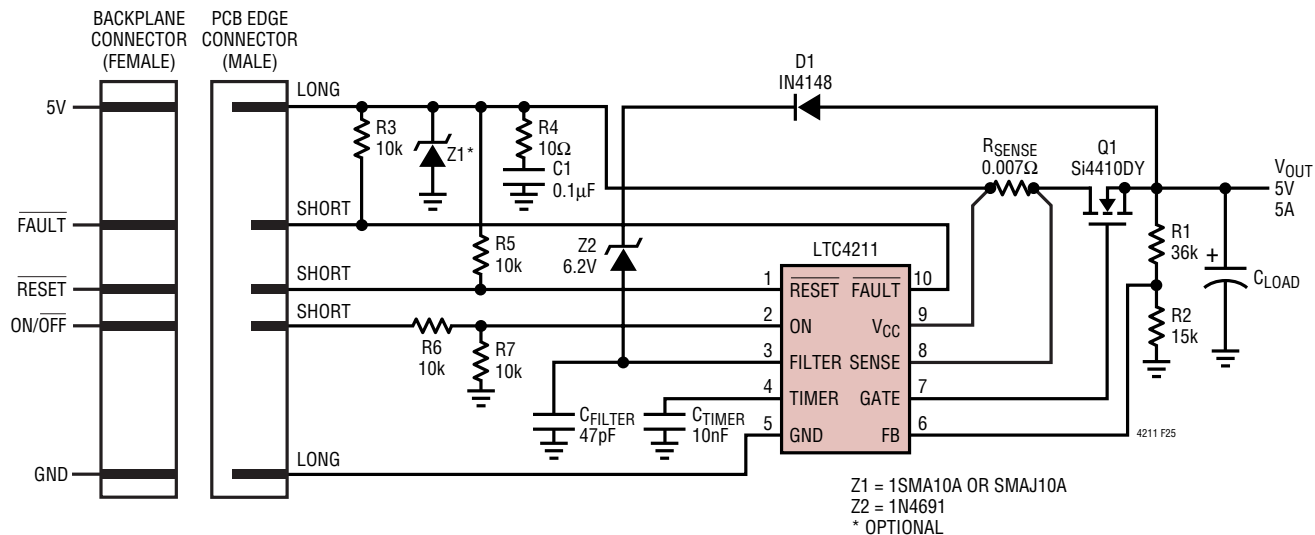 BACKPLANE
CONNECTOR
(FEMALE)
PCB EDGE
CONNECTOR
(MALE)
5V
FAULT
RESET
ON/OFF
GND
LONG
SHORT
SHORT
SHORT
LONG
R3
10k
Z1*
R4
10Ω
C1
0.1µF
R5
10k
R6
10k
R7
10k
D1
IN4148
Z2
6.2V
RSENSE
0.007Ω
Q1
Si4410DY
VOUT
5V
5A
R1
36k
R2
15k
+
CLOAD
LTC4211
1 RESET FAULT 10
2 ON VCC 9
3 FILTER SENSE 8
4 TIMER GATE 7
5 GND FB 6
CFILTER
47pF
CTIMER
10nF
4211 F25
Z1 = 1SMA10A OR SMAJ10A
Z2 = 1N4691
* OPTIONAL